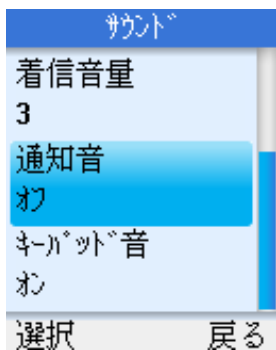 ｻｳﾝﾄﾞ
着信音量
3
通知音
ｵﾌ
ｷｰﾊﾟｯﾄﾞ音
ｵﾝ
選択 戻る